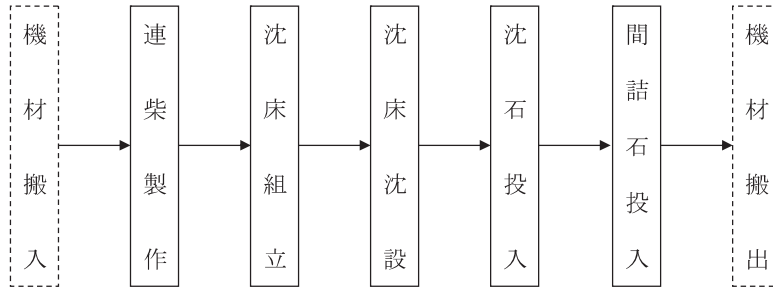 機材搬入
連柴製作
沈床組立
沈床沈設
沈石投入
間詰石投入
機材搬出